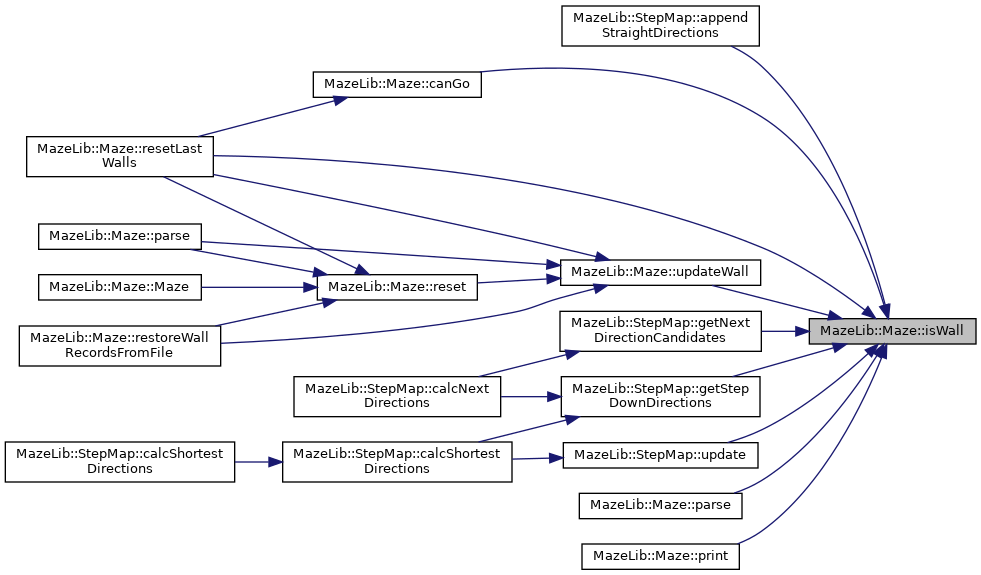 MazeLib::StepMap::append
StraightDirections
MazeLib::Maze::canGo
MazeLib::Maze::resetLast
Walls
MazeLib::Maze::parse
MazeLib::Maze::updateWall
MazeLib::Maze::Maze
MazeLib::Maze::reset
MazeLib::Maze::restoreWall
RecordsFromFile
MazeLib::StepMap::getNext
DirectionCandidates
MazeLib::Maze::isWall
MazeLib::StepMap::calcNext
Directions
MazeLib::StepMap::getStep
DownDirections
MazeLib::StepMap::calcShortest
Directions
MazeLib::StepMap::calcShortest
Directions
MazeLib::StepMap::update
MazeLib::Maze::parse
MazeLib::Maze::print